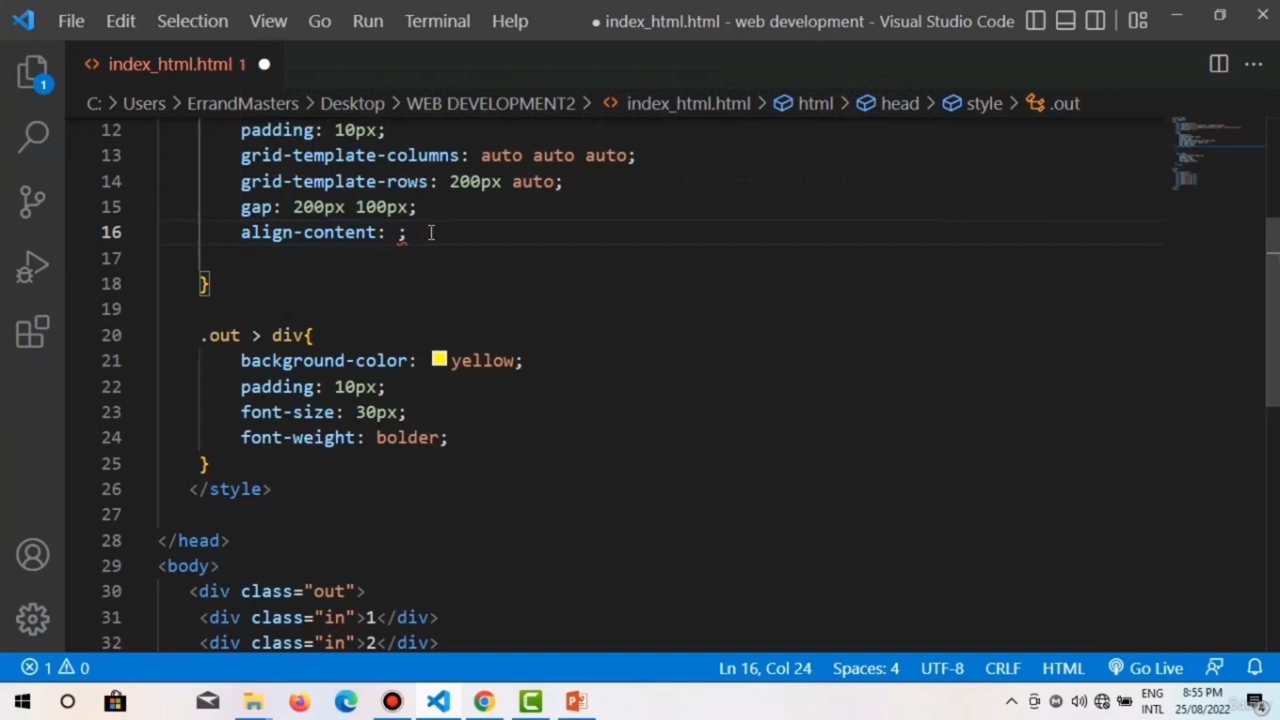 File Edit Selection View Go Run Terminal Help ● index_html.html - web development - Visual Studio Code
index_html.html 1
C: > Users > ErrandMasters > Desktop > WEB DEVELOPMENT2 > index_html.html > html > head > style > .out
1
12 padding: 10px;
13 grid-template-columns: auto auto auto;
14 grid-template-rows: 200px auto;
15 gap: 200px 100px;
16 align-content: ;
17
18 }
19
20 .out > div{
21 background-color: yellow;
22 padding: 10px;
23 font-size: 30px;
24 font-weight: bolder;
25 }
26 </style>
27
28 </head>
29 <body>
30 <div class="out">
31 <div class="in">1</div>
32 <div class="in">2</div>
1 0 Ln 16, Col 24 Spaces: 4 UTF-8 CRLF HTML Go Live
ENG 8:55 PM
INTL 25/08/2022 4